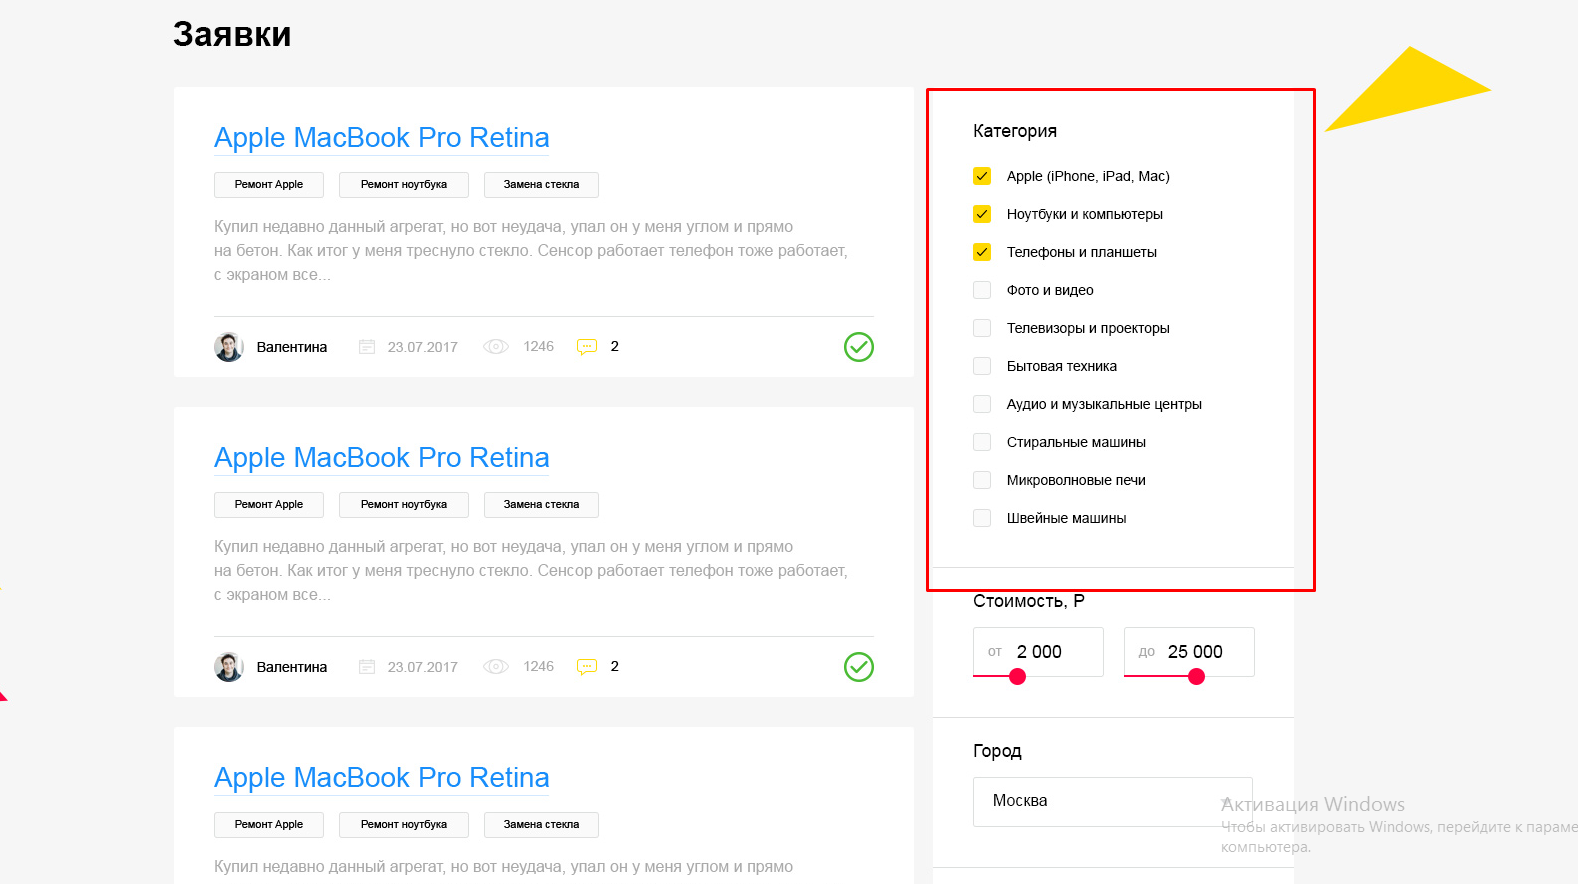 Заявки
Apple MacBook Pro Retina
Ремонт Apple
Ремонт ноутбука
Замена стекла
Купил недавно данный агрегат, но вот неудача, упал он у меня углом и прямо
на бетон. Как итог у меня треснуло стекло. Сенсор работает телефон тоже работает,
с экраном все...
Валентина
23.07.2017
1246
2
Apple MacBook Pro Retina
Ремонт Apple
Ремонт ноутбука
Замена стекла
Купил недавно данный агрегат, но вот неудача, упал он у меня углом и прямо
на бетон. Как итог у меня треснуло стекло. Сенсор работает телефон тоже работает,
с экраном все...
Валентина
23.07.2017
1246
2
Apple MacBook Pro Retina
Ремонт Apple
Ремонт ноутбука
Замена стекла
Купил недавно данный агрегат, но вот неудача, упал он у меня углом и прямо
Категория
Apple (iPhone, iPad, Mac)
Ноутбуки и компьютеры
Телефоны и планшеты
Фото и видео
Телевизоры и проекторы
Бытовая техника
Аудио и музыкальные центры
Стиральные машины
Микроволновые печи
Швейные машины
Стоимость, Р
от 2 000
до 25 000
Город
Москва
Активация Windows
Чтобы активировать Windows, перейдите к параме
компьютера.